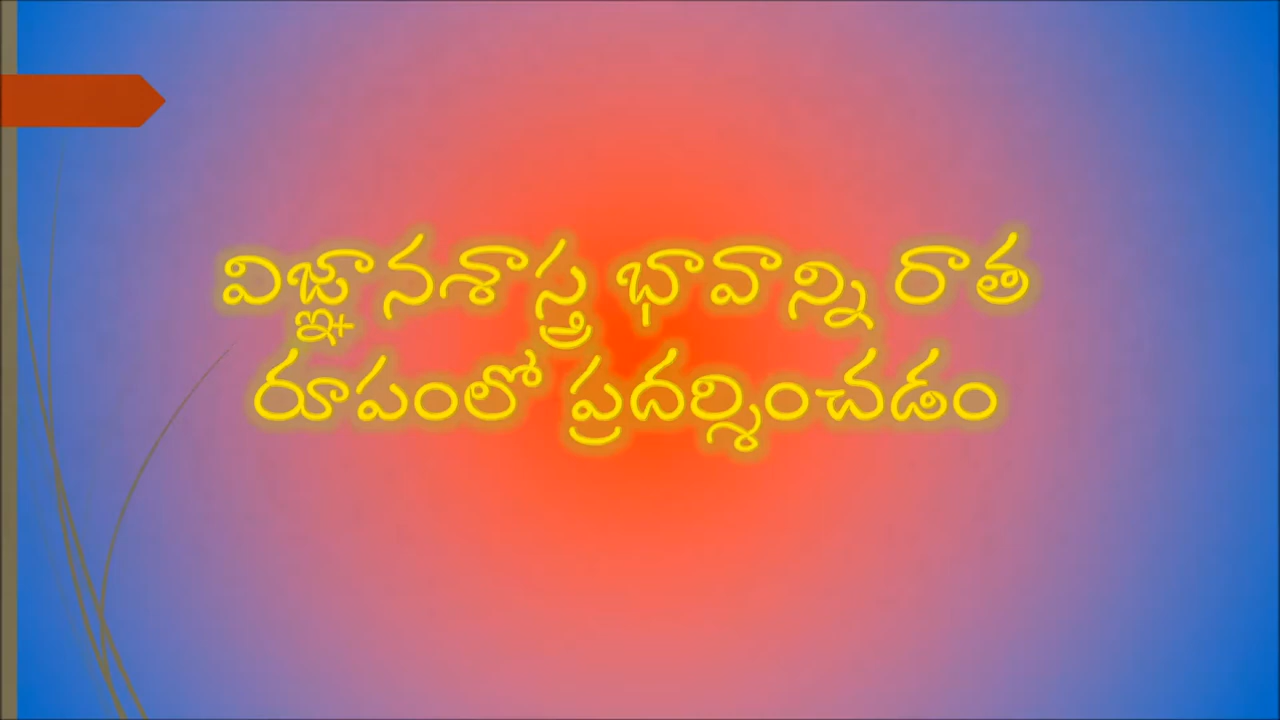 విజ్ఞానశాస్త్ర భావాన్ని రాత
రూపంలో ప్రదర్శించడం